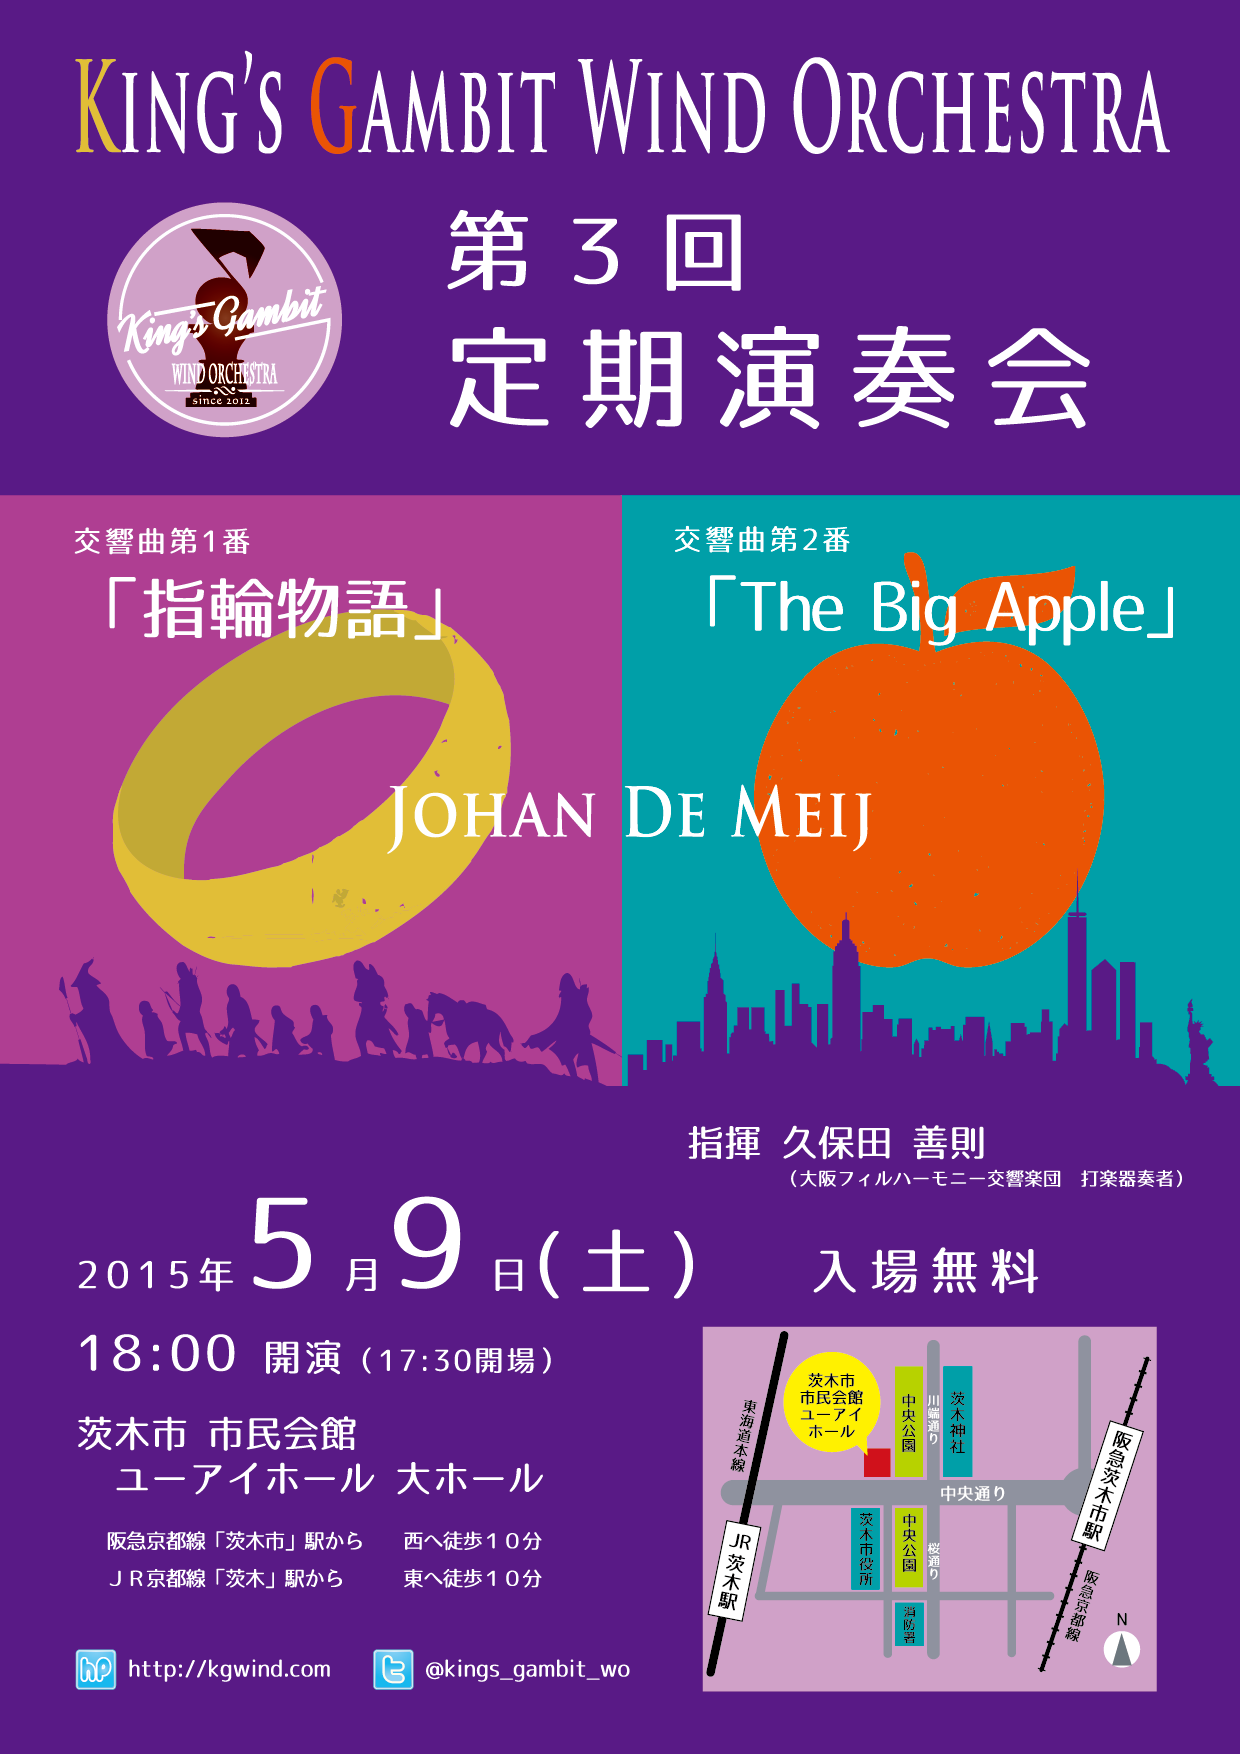 KING'S GAMBIT WIND ORCHESTRA
King's Gambit
WIND ORCHESTRA
since 2012
第3回
定期演奏会
交響曲第1番
「指輪物語」
交響曲第2番
「The Big Apple」
JOHAN DE MEIJ
指揮 久保田 善則
（大阪フィルハーモニー交響楽団 打楽器奏者）
2015年5月9日(土)
入場無料
18:00 開演（17:30開場）
茨木市 市民会館
ユーアイホール 大ホール
阪急京都線「茨木市」駅から 西へ徒歩１０分
ＪＲ京都線「茨木」駅から 東へ徒歩１０分
hp http://kgwind.com
t @kings_gambit_wo
東海道本線
茨木市
市民会館
ユーアイ
ホール
中央公園
川端通り
茨木神社
中央通り
阪急茨木市駅
JR茨木駅
茨木市役所
中央公園
桜通り
消防署
阪急京都線
N